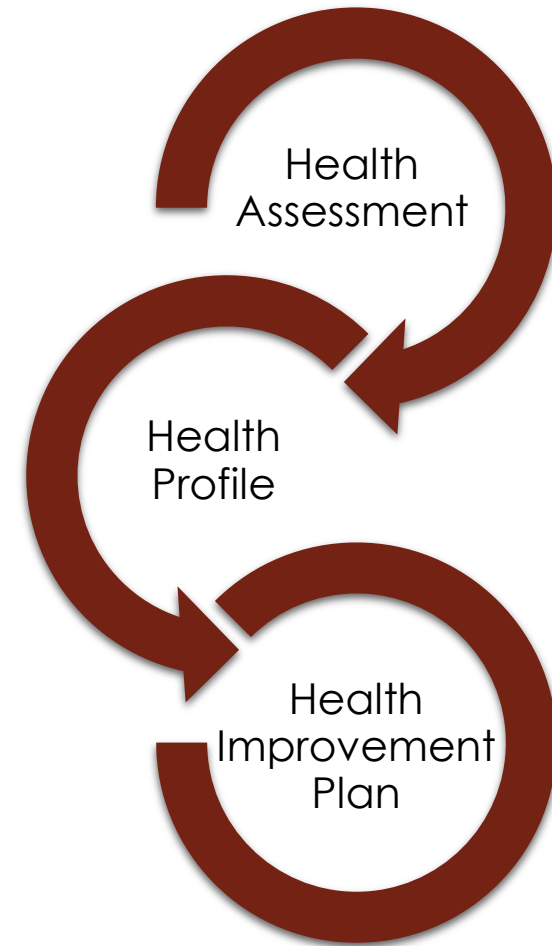 Health
Assessment
Health
Profile
Health
Improvement
Plan